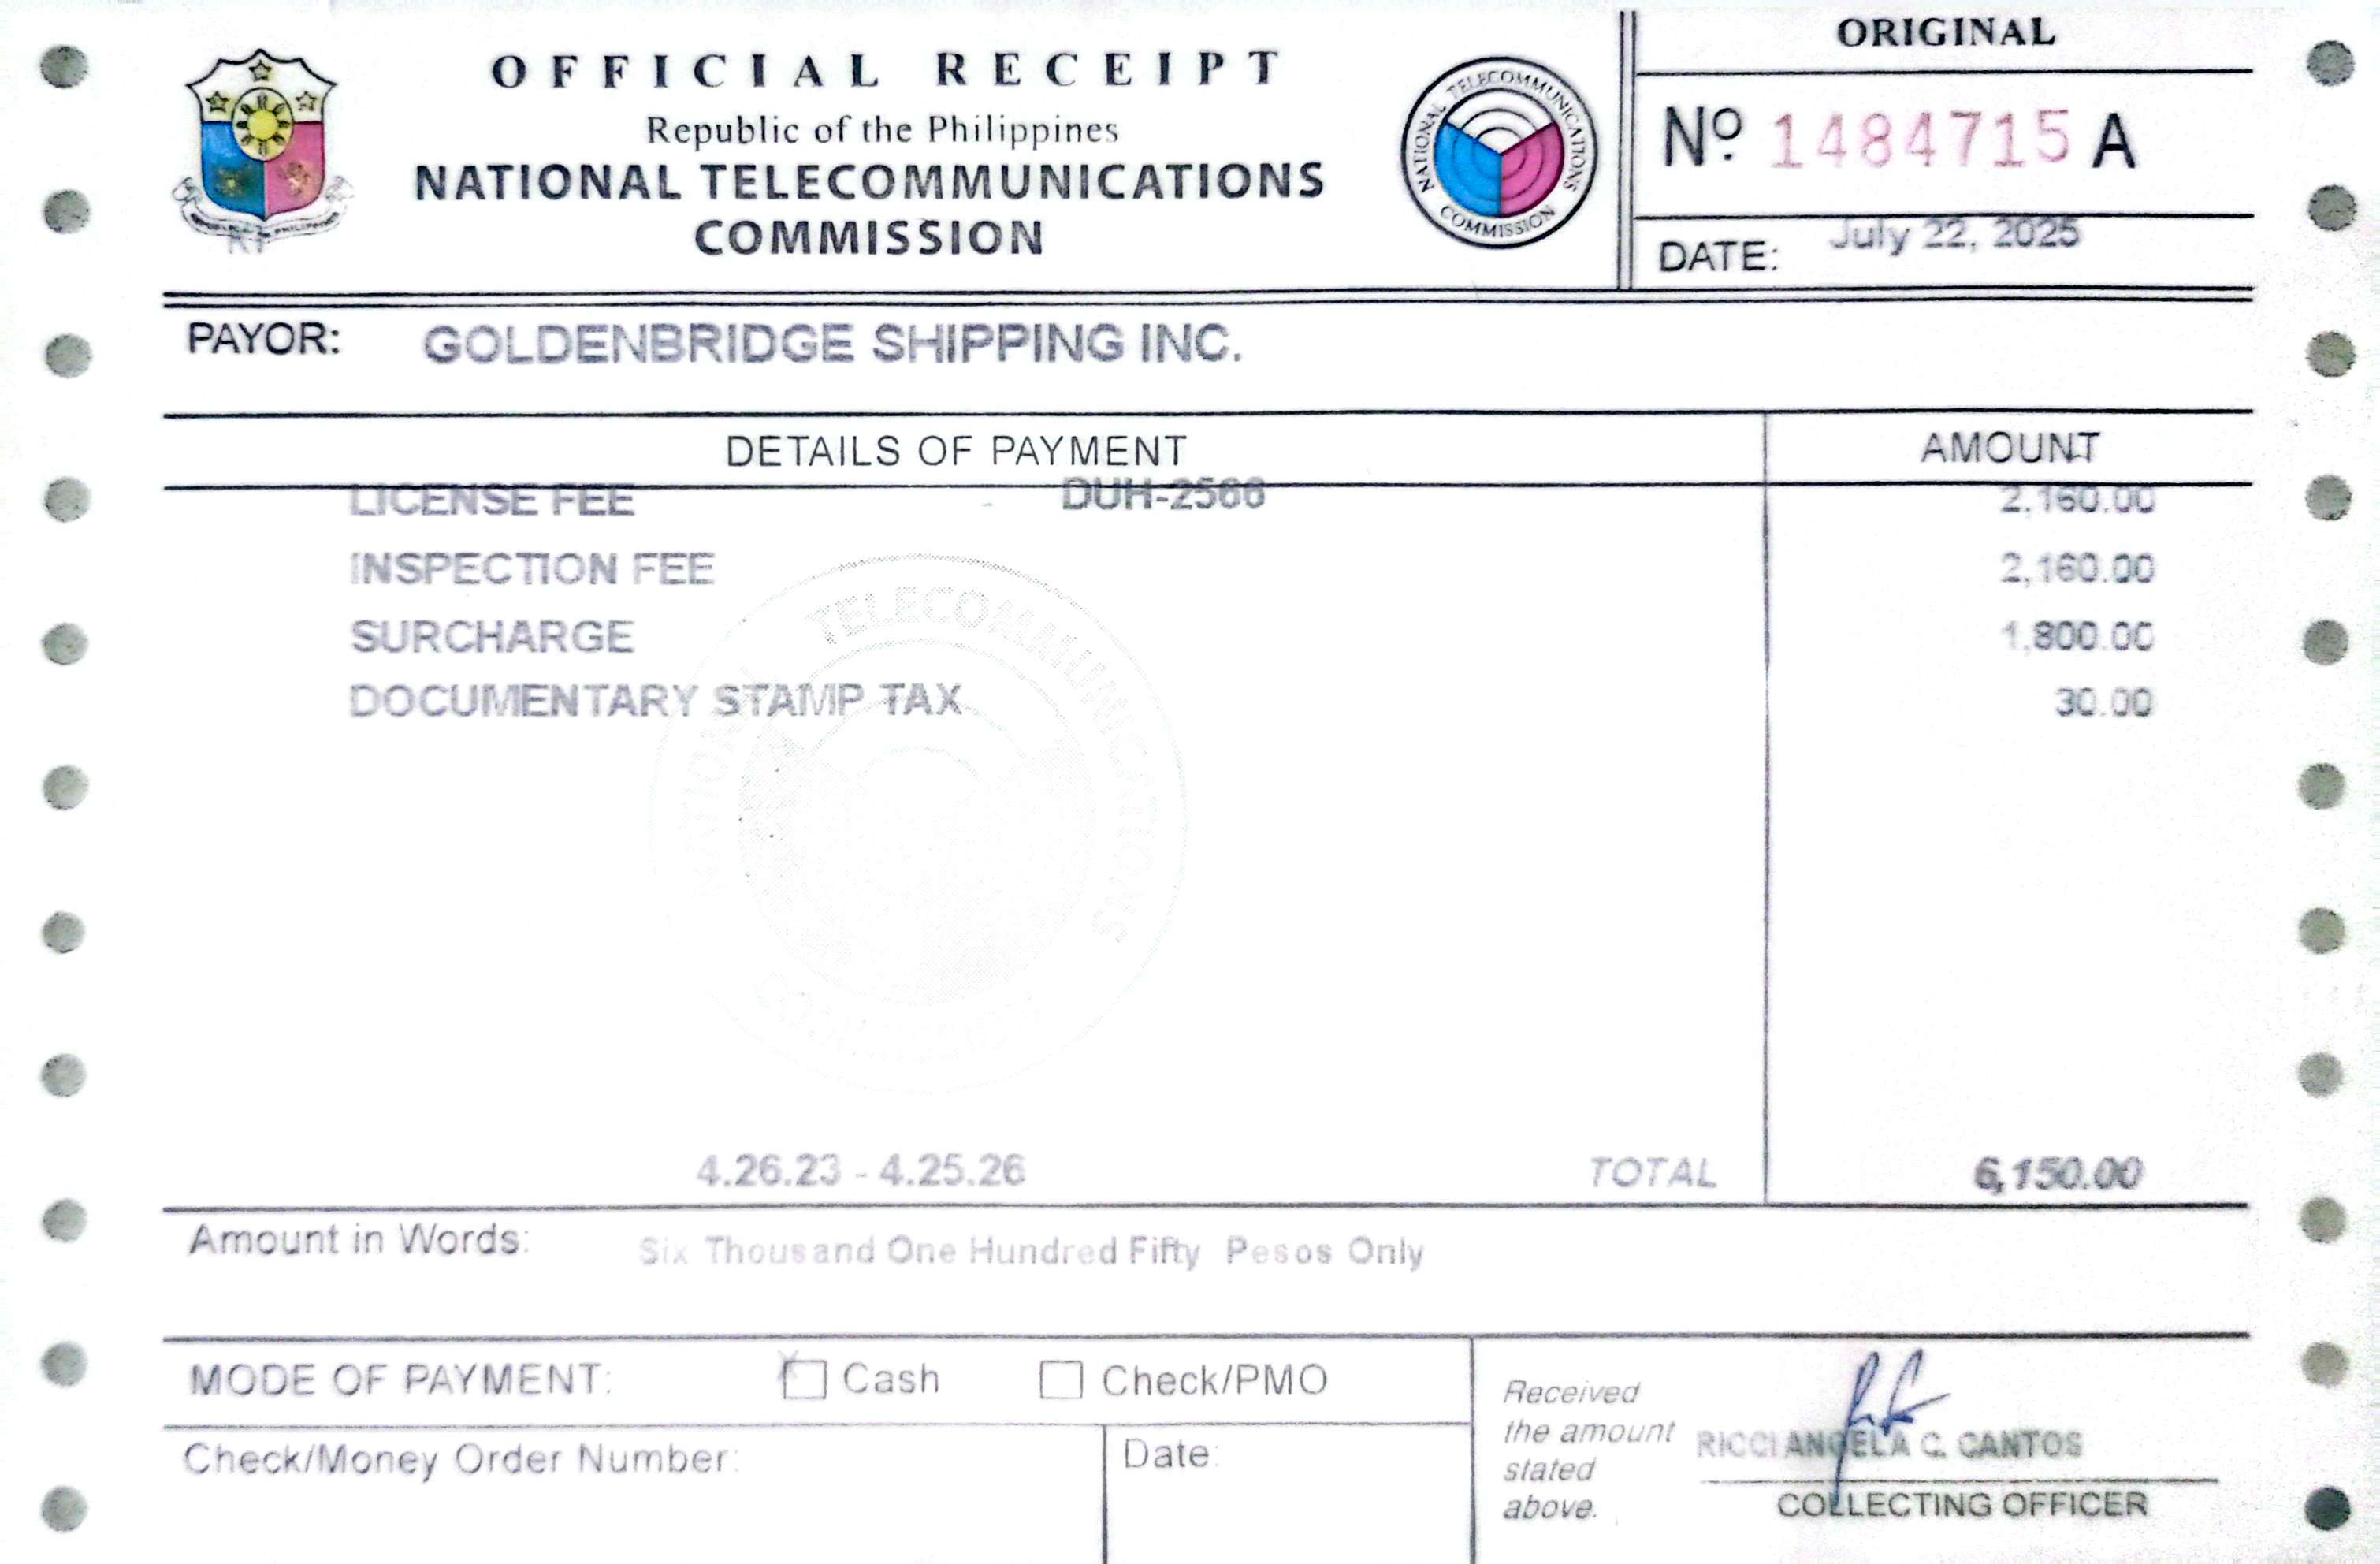 ORIGINAL
OFFICIAL RECEIPT
Republic of the Philippines
NATIONAL TELECOMMUNICATIONS
COMMISSION
NATIONAL TELECOMMUNICATIONS COMMISSION
Nº 1484715 A
DATE: July 22, 2025
PAYOR: GOLDENBRIDGE SHIPPING INC.
DETAILS OF PAYMENT AMOUNT
LICENSE FEE - DUH-2566 2,160.00
INSPECTION FEE 2,160.00
SURCHARGE 1,800.00
DOCUMENTARY STAMP TAX 30.00
NATIONAL TELECOMMUNICATIONS
4.26.23 - 4.25.26 TOTAL 6,150.00
Amount in Words: Six Thousand One Hundred Fifty Pesos Only
MODE OF PAYMENT: X Cash Check/PMO
Check/Money Order Number: Date:
Received
the amount
stated
above.
RICCI ANGELA C. CANTOS
COLLECTING OFFICER